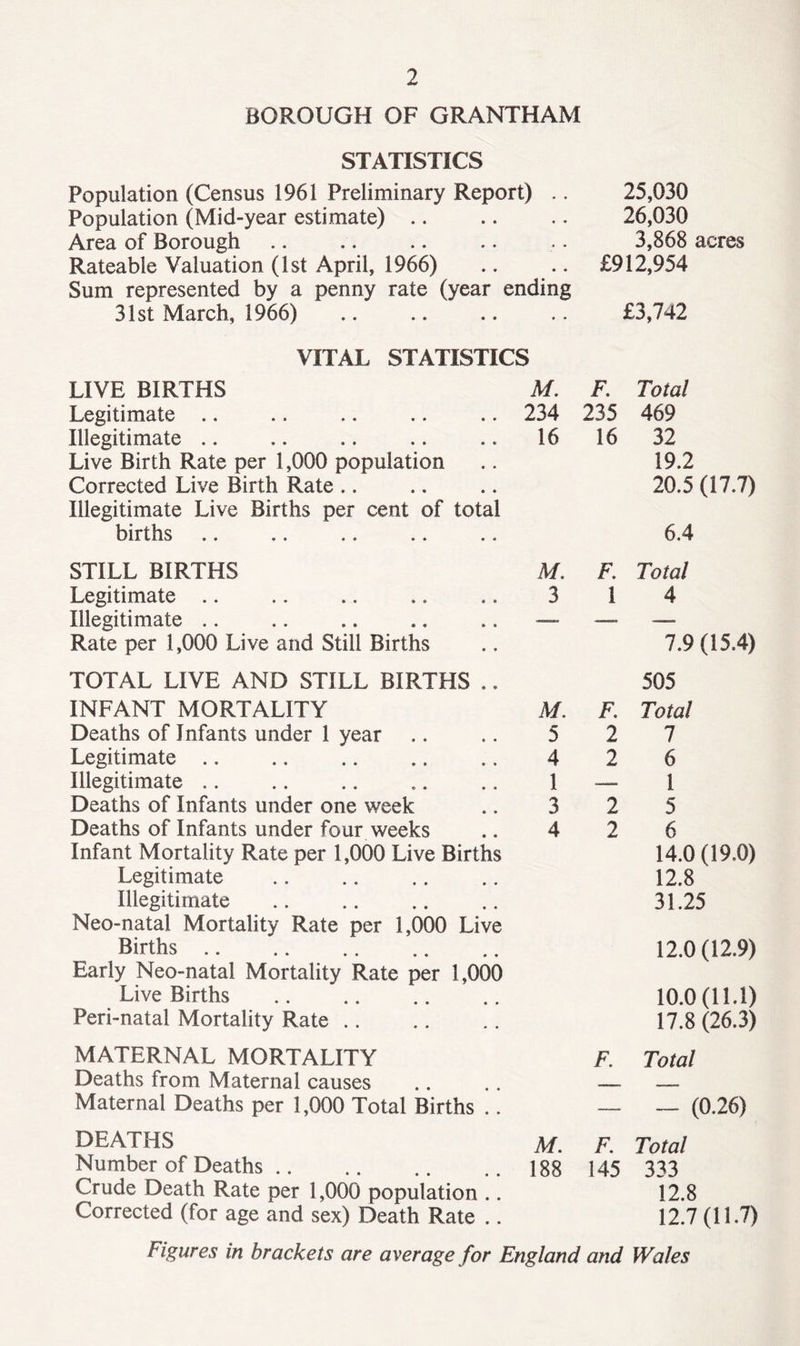 2
BOROUGH OF GRANTHAM
STATISTICS
Population (Census 1961 Preliminary Report) .. 25,030
Population (Mid-year estimate) .. .. .. 26,030
Area of Borough .. .. .. .. .. 3,868 acres
Rateable Valuation (1st April, 1966) .. .. £912,954
Sum represented by a penny rate (year ending
31st March, 1966) .. .. .. .. £3,742
VITAL STATISTICS
LIVE BIRTHS M. F. Total
Legitimate .. .. .. .. .. 234 235 469
Illegitimate .. .. .. .. .. 16 16 32
Live Birth Rate per 1,000 population .. 19.2
Corrected Live Birth Rate .. .. .. 20.5 (17.7)
Illegitimate Live Births per cent of total
births .. .. .. .. .. 6.4
STILL BIRTHS M. F. Total
Legitimate .. .. .. .. .. 3 1 4
Illegitimate .. .. .. .. .. — — —
Rate per 1,000 Live and Still Births .. 7.9 (15.4)
TOTAL LIVE AND STILL BIRTHS .. 505
INFANT MORTALITY M. F. Total
Deaths of Infants under 1 year .. .. 5 2 7
Legitimate .. .. .. .. .. 4 2 6
Illegitimate .. .. .. .. .. 1 — 1
Deaths of Infants under one week .. 3 2 5
Deaths of Infants under four weeks .. 4 2 6
Infant Mortality Rate per 1,000 Live Births 14.0 (19.0)
Legitimate .. .. .. .. 12.8
Illegitimate .. .. .. .. 31.25
Neo-natal Mortality Rate per 1,000 Live
Births .. .. .. .. .. 12.0 (12.9)
Early Neo-natal Mortality Rate per 1,000
Live Births .. .. .. .. 10.0 (11.1)
Peri-natal Mortality Rate .. .. .. 17.8 (26.3)
MATERNAL MORTALITY F. Total
Deaths from Maternal causes .. .. — —
Maternal Deaths per 1,000 Total Births .. — — (0.26)
DEATHS M. F. Total
Number of Deaths .. .. .. .. 188 145 333
Crude Death Rate per 1,000 population .. 12.8
Corrected (for age and sex) Death Rate .. 12.7 (11.7)
Figures in brackets are average for England and Wales